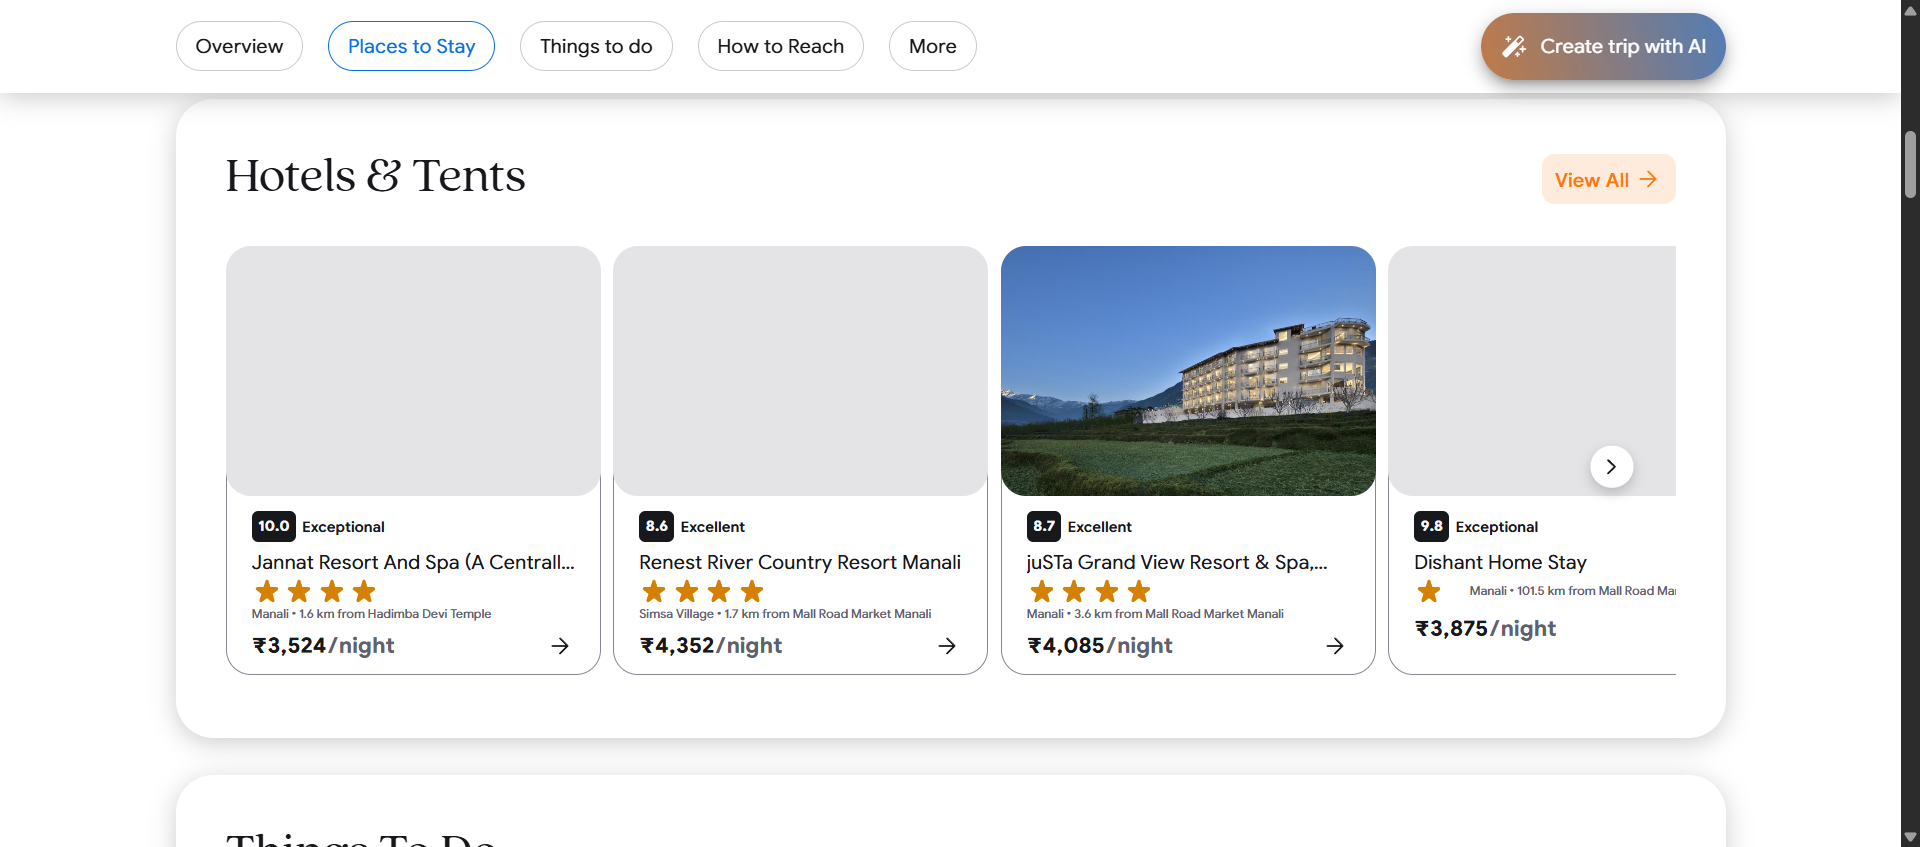 Overview
Places to Stay
Things to do
How to Reach
More
Create trip with AI
Hotels & Tents
View All
10.0 Exceptional
Jannat Resort And Spa (A Centrall...
Manali • 1.6 km from Hadimba Devi Temple
₹3,524/night
8.6 Excellent
Renest River Country Resort Manali
Simsa Village • 1.7 km from Mall Road Market Manali
₹4,352/night
8.7 Excellent
juSTa Grand View Resort & Spa,...
Manali • 3.6 km from Mall Road Market Manali
₹4,085/night
9.8 Exceptional
Dishant Home Stay
Manali • 101.5 km from Mall Road Mar
₹3,875/night
Things To Do